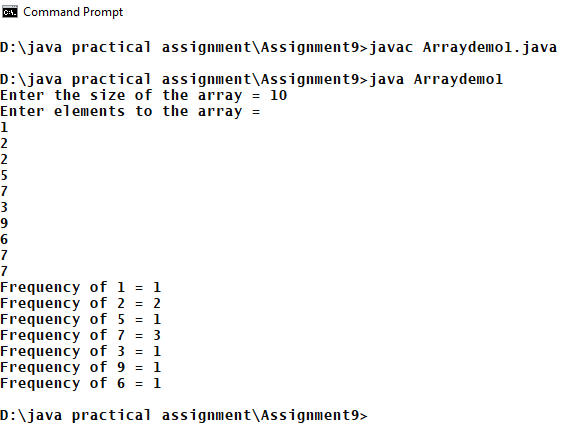 Command Prompt
D:\java practical assignment\Assignment9>javac Arraydemo1.java
D:\java practical assignment\Assignment9>java Arraydemo1
Enter the size of the array = 10
Enter elements to the array =
1
2
2
5
7
3
9
6
7
7
Frequency of 1 = 1
Frequency of 2 = 2
Frequency of 5 = 1
Frequency of 7 = 3
Frequency of 3 = 1
Frequency of 9 = 1
Frequency of 6 = 1
D:\java practical assignment\Assignment9>